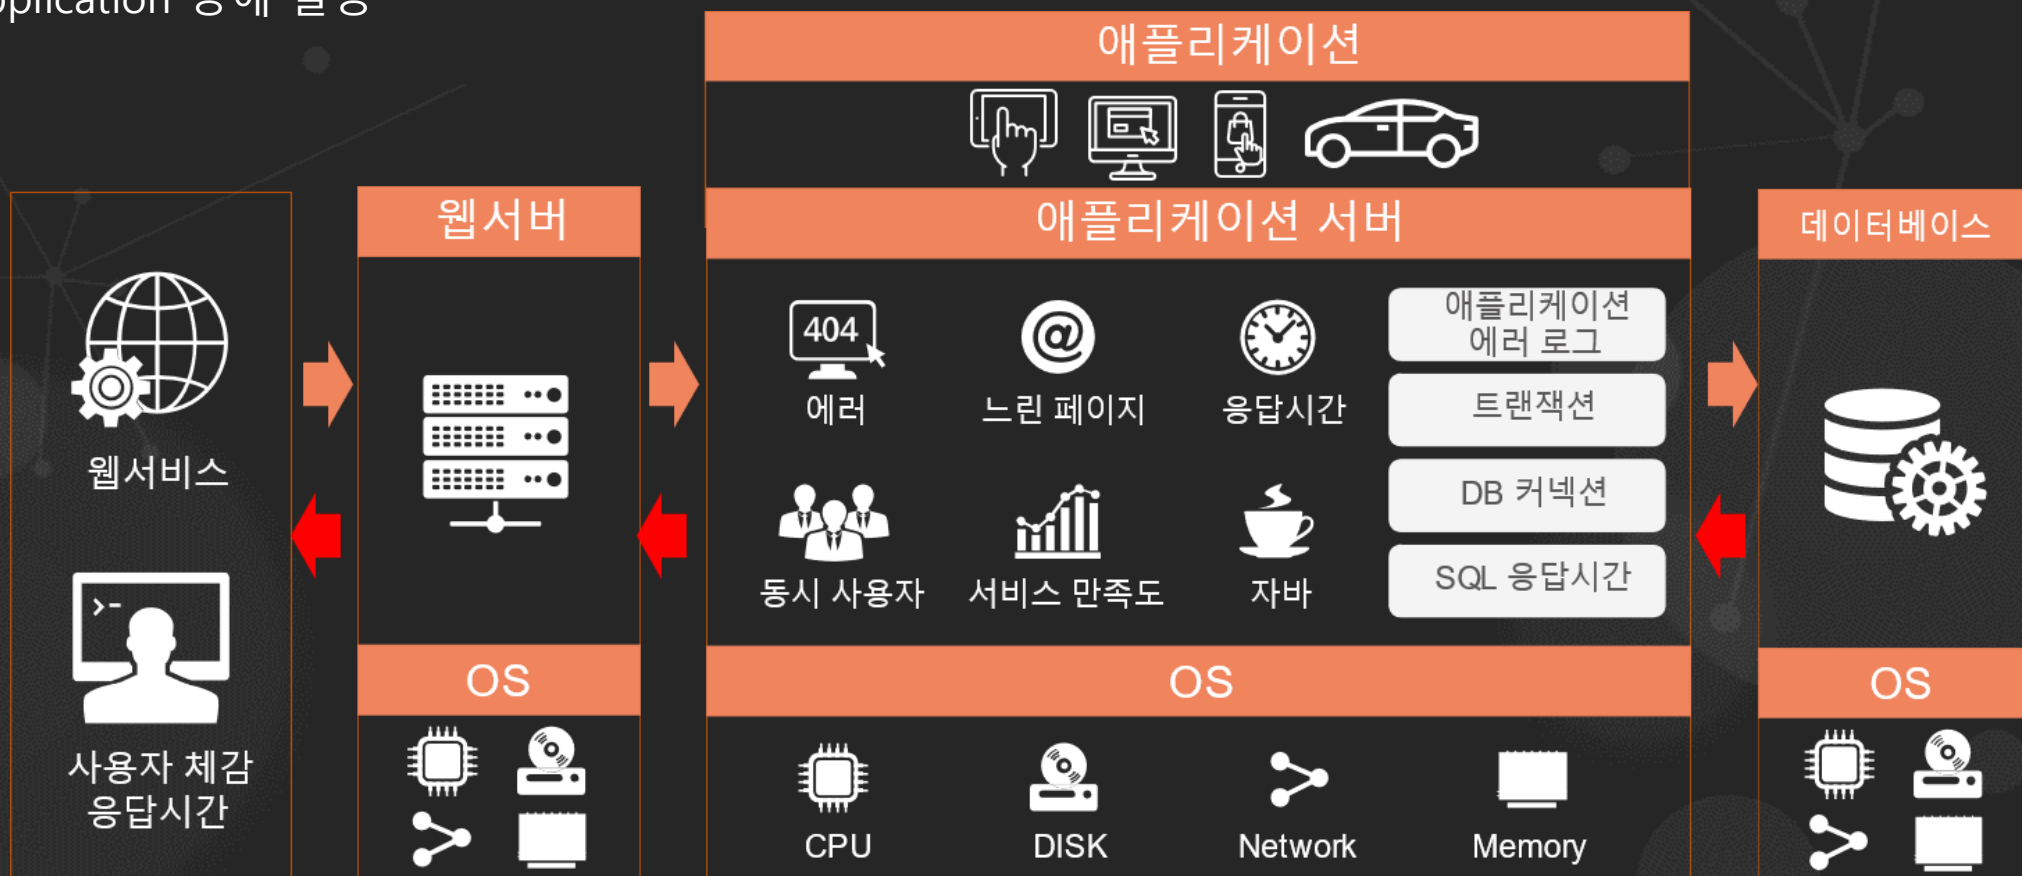 애플리케이션
웹서버
애플리케이션 서버
데이터베이스
404
에러
느린 페이지
응답시간
애플리케이션
에러 로그
트랜잭션
DB 커넥션
SQL 응답시간
동시 사용자
서비스 만족도
자바
웹서비스
>-
사용자 체감
응답시간
OS
OS
CPU
DISK
Network
Memory
OS